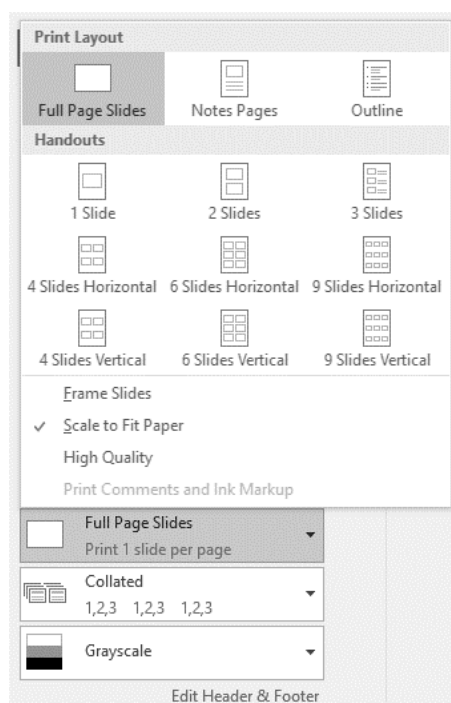 Print Layout
Full Page Slides Notes Pages Outline
Handouts
1 Slide 2 Slides 3 Slides
4 Slides Horizontal 6 Slides Horizontal 9 Slides Horizontal
4 Slides Vertical 6 Slides Vertical 9 Slides Vertical
Frame Slides
✓ Scale to Fit Paper
High Quality
Print Comments and Ink Markup
Full Page Slides
Print 1 slide per page
Collated
1,2,3 1,2,3 1,2,3
Grayscale
Edit Header & Footer